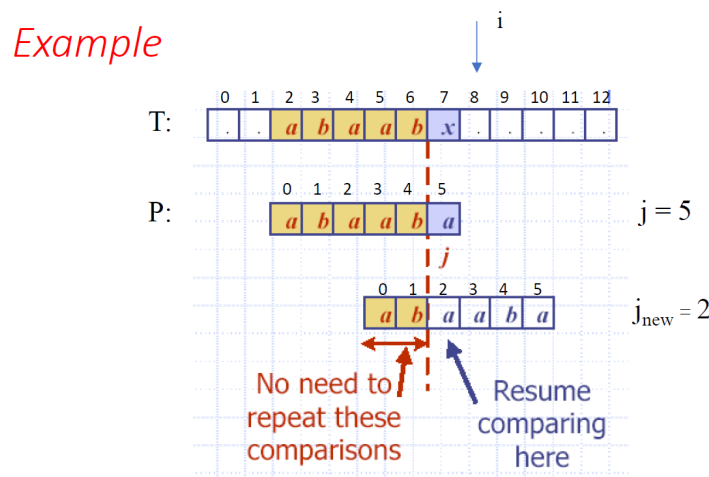 i
Example
0 1 2 3 4 5 6 7 8 9 10 11 12
T: . . a b a a b x . . . . .
0 1 2 3 4 5
P: a b a a b a j = 5
j
0 1 2 3 4 5
a b a a b a j new = 2
No need to
repeat these
comparisons
Resume
comparing
here